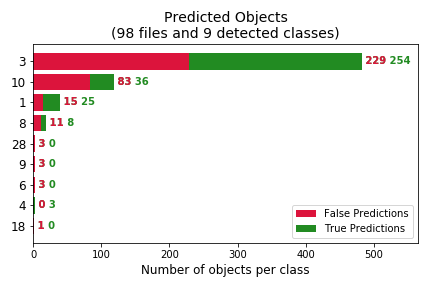 Predicted Objects
(98 files and 9 detected classes)
3 229 254
10 83 36
1 15 25
8 11 8
28 3 0
9 3 0
6 3 0
4 0 3
18 1 0
False Predictions
True Predictions
0 100 200 300 400 500
Number of objects per class